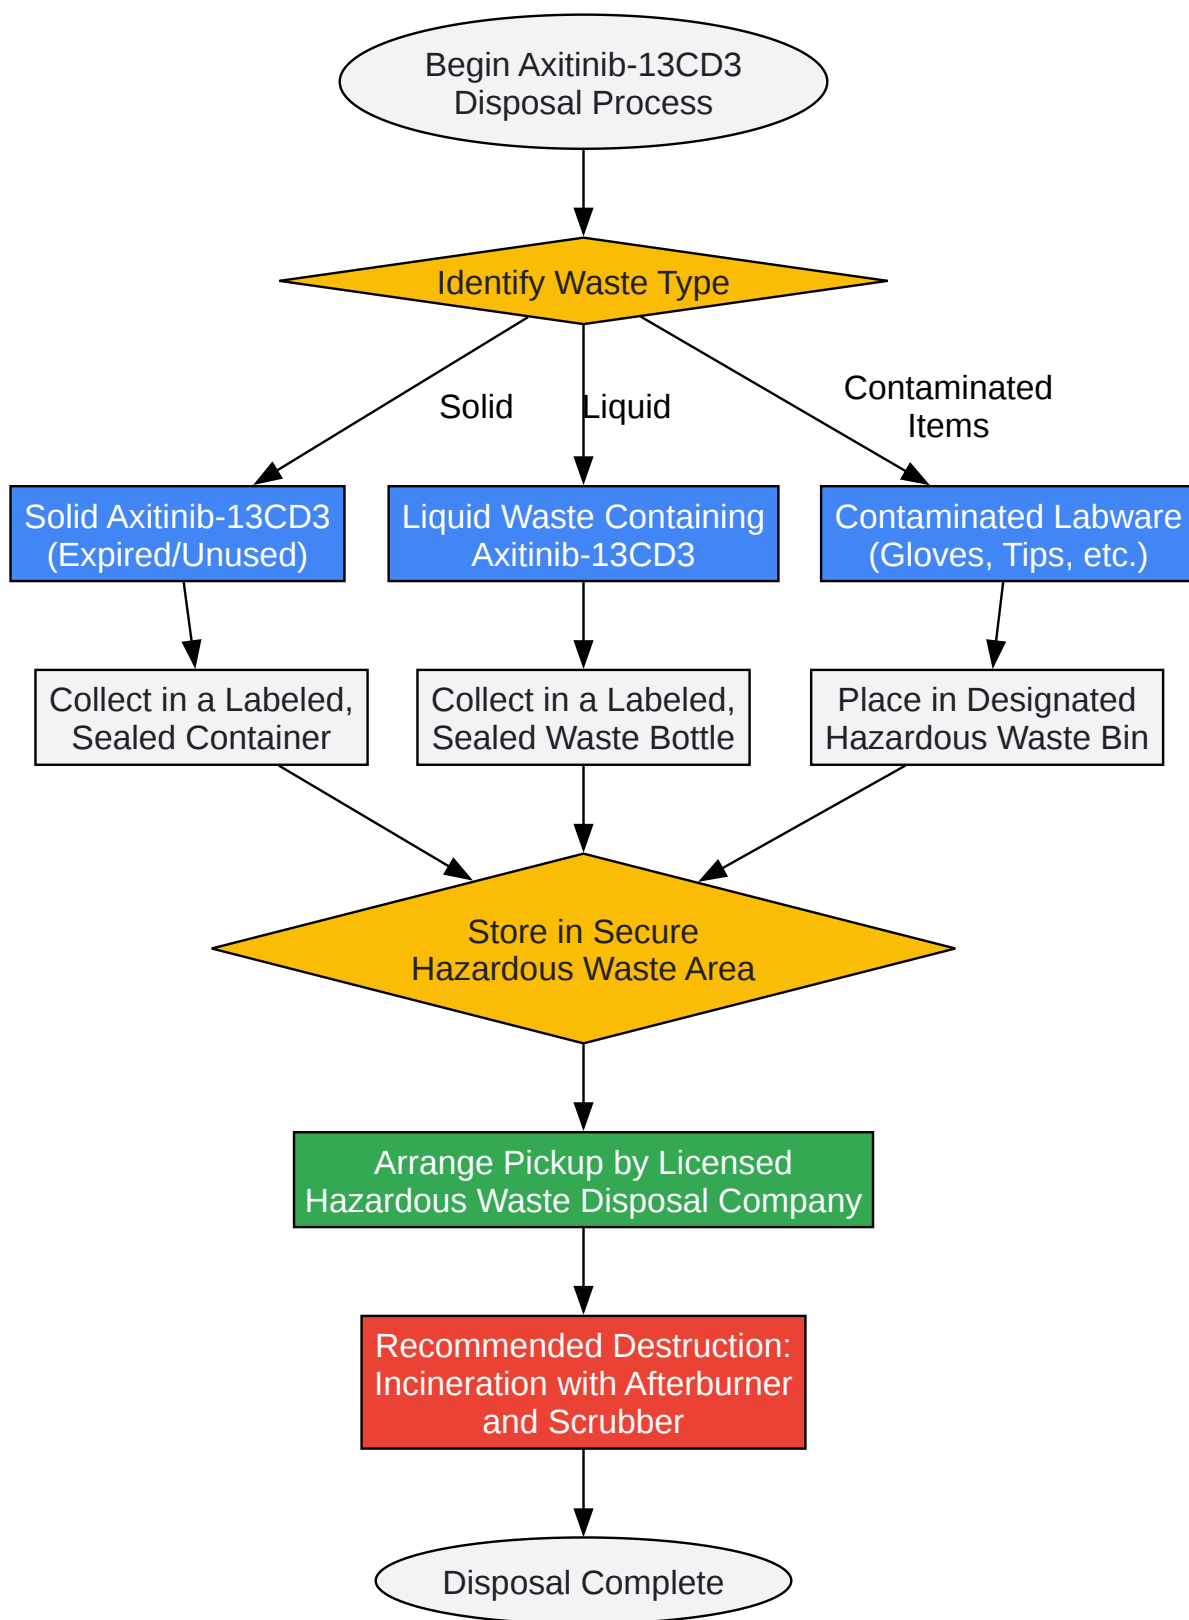 Begin Axitinib-13CD3
Disposal Process
Identify Waste Type
Solid
Liquid
Contaminated
Items
Solid Axitinib-13CD3
(Expired/Unused)
Liquid Waste Containing
Axitinib-13CD3
Contaminated Labware
(Gloves, Tips, etc.)
Collect in a Labeled,
Sealed Container
Collect in a Labeled,
Sealed Waste Bottle
Place in Designated
Hazardous Waste Bin
Store in Secure
Hazardous Waste Area
Arrange Pickup by Licensed
Hazardous Waste Disposal Company
Recommended Destruction:
Incineration with Afterburner
and Scrubber
Disposal Complete